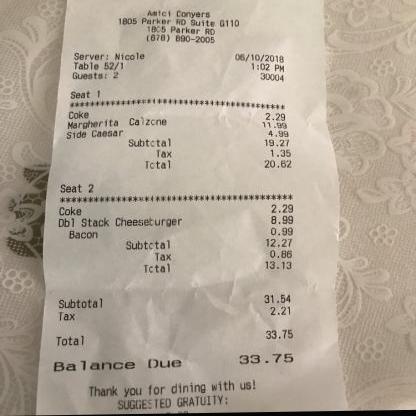 Amici Conyers
1805 Parker RD Suite G110
1805 Parker RD
(678) 890-2005
Server: Nicole 06/10/2018
Table 52/1 1:02 PM
Guests: 2 30004
Seat 1
****************************************
Coke 2.29
Margherita Calzone 11.99
Side Caesar 4.99
Subtotal 19.27
Tax 1.35
Total 20.62
Seat 2
****************************************
Coke 2.29
Dbl Stack Cheeseburger 8.99
Bacon 0.99
Subtotal 12.27
Tax 0.86
Total 13.13
Subtotal 31.54
Tax 2.21
Total 33.75
Balance Due 33.75
Thank you for dining with us!
SUGGESTED GRATUITY: